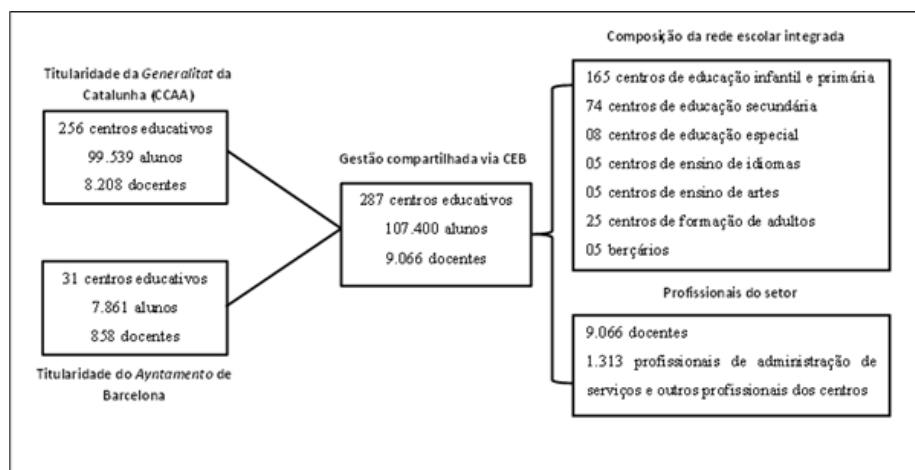 Titularidade da Generalitat da
Catalunha (CCAA)
256 centros educativos
99.539 alunos
8.208 docentes
31 centros educativos
7.861 alunos
858 docentes
Titularidade do Ayntamento de
Barcelona
Gestão compartilhada via CEB
287 centros educativos
107.400 alunos
9.066 docentes
Composição da rede escolar integrada
165 centros de educação infantil e primária
74 centros de educação secundária
08 centros de educação especial
05 centros de ensino de idiomas
05 centros de ensino de artes
25 centros de formação de adultos
05 berçários
Profissionais do setor
9.066 docentes
1.313 profissionais de administração de
serviços e outros profissionais dos centros